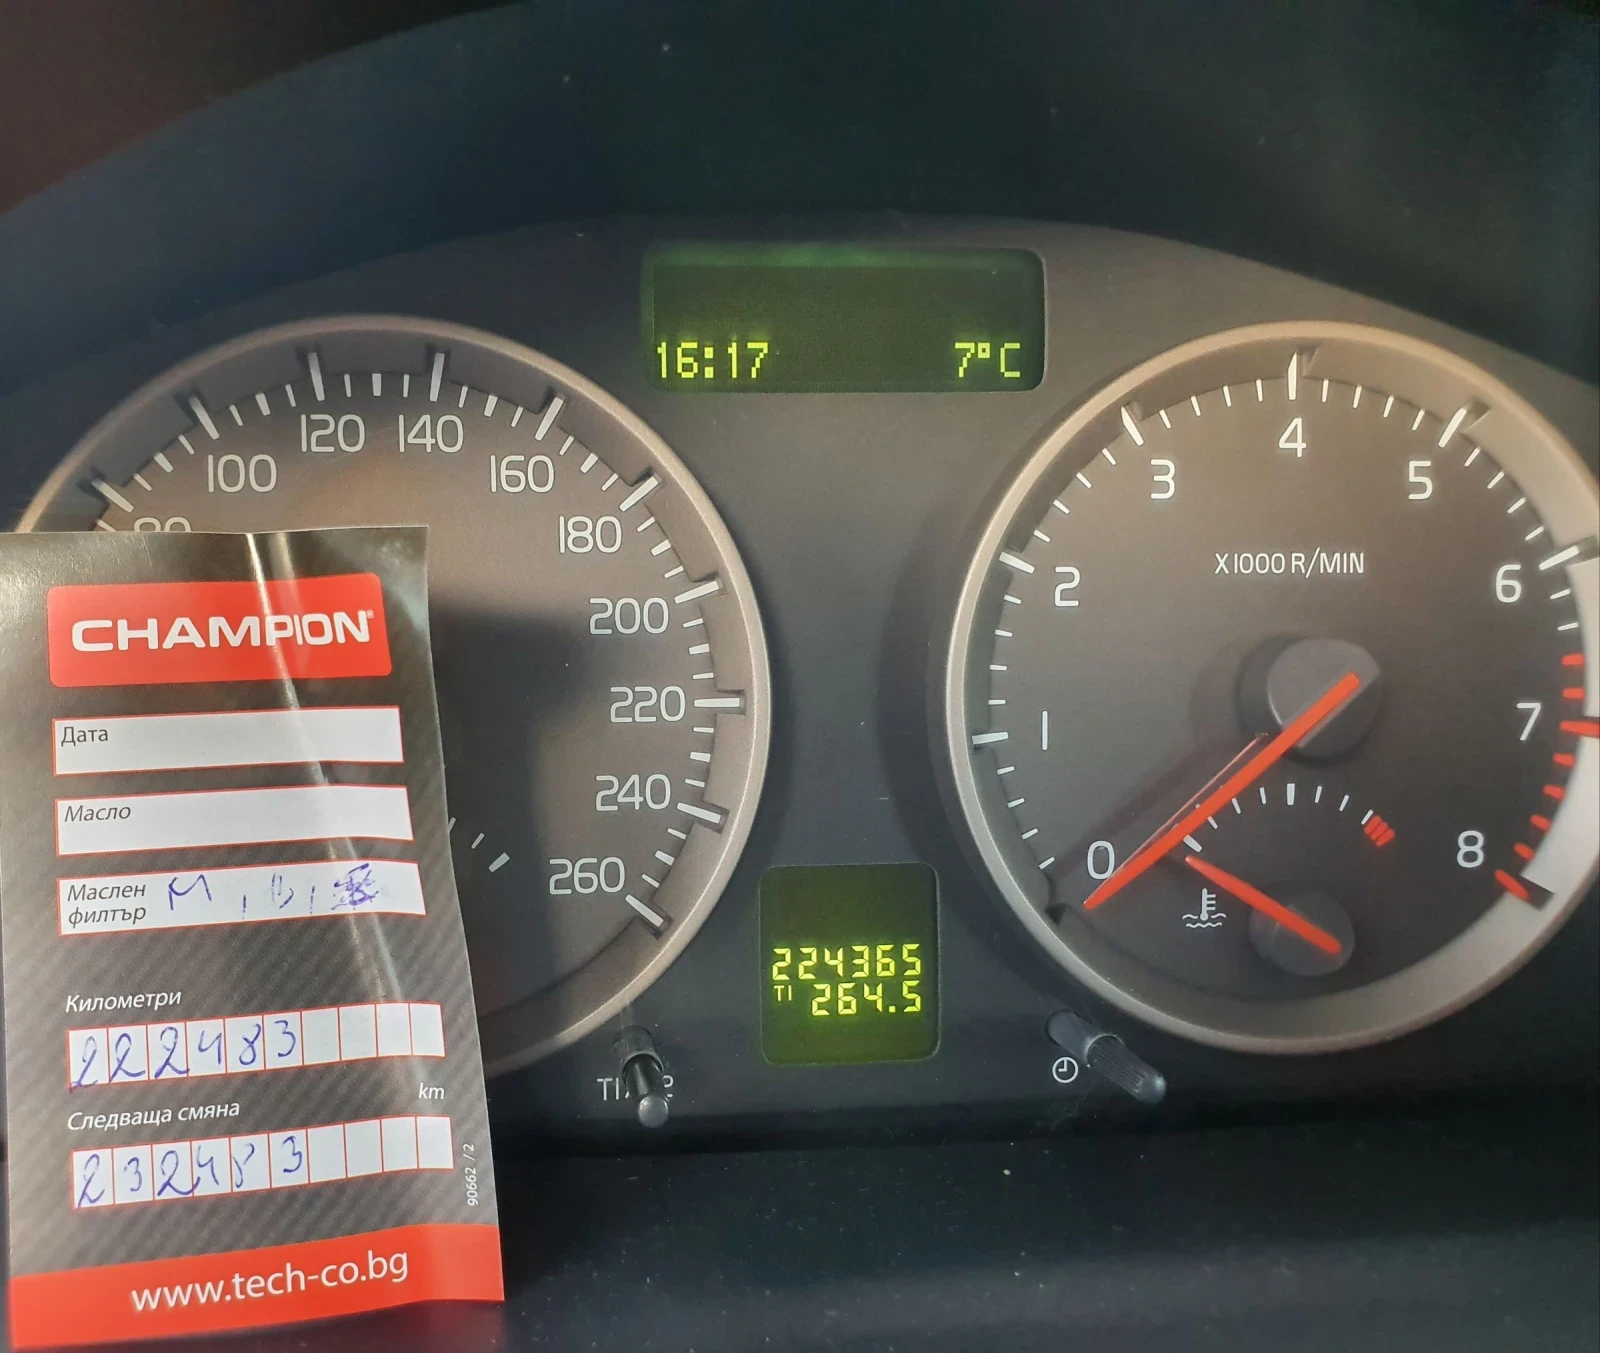 16:17 7°C
80 100 120 140 160 180 200 220 240 260
0 1 2 3 4 5 6 7 8
X1000 R/MIN
224365
T1 264.5
CHAMPION®
Дата
Масло
Маслен
филтър
М
Километри
222483
km
Следваща смяна
232483
90662 / 2
www.tech-co.bg